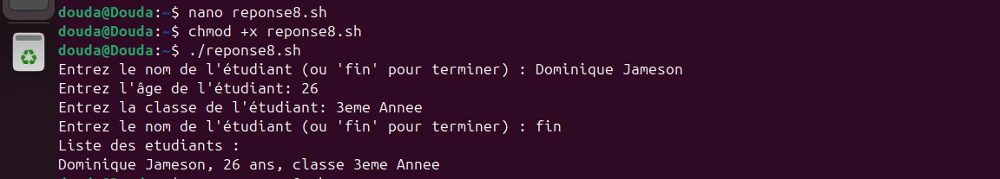 douda@Douda:~$ nano reponse8.sh
douda@Douda:~$ chmod +x reponse8.sh
douda@Douda:~$ ./reponse8.sh
Entrez le nom de l'étudiant (ou 'fin' pour terminer) : Dominique Jameson
Entrez l'âge de l'étudiant: 26
Entrez la classe de l'étudiant: 3eme Annee
Entrez le nom de l'étudiant (ou 'fin' pour terminer) : fin
Liste des etudiants :
Dominique Jameson, 26 ans, classe 3eme Annee